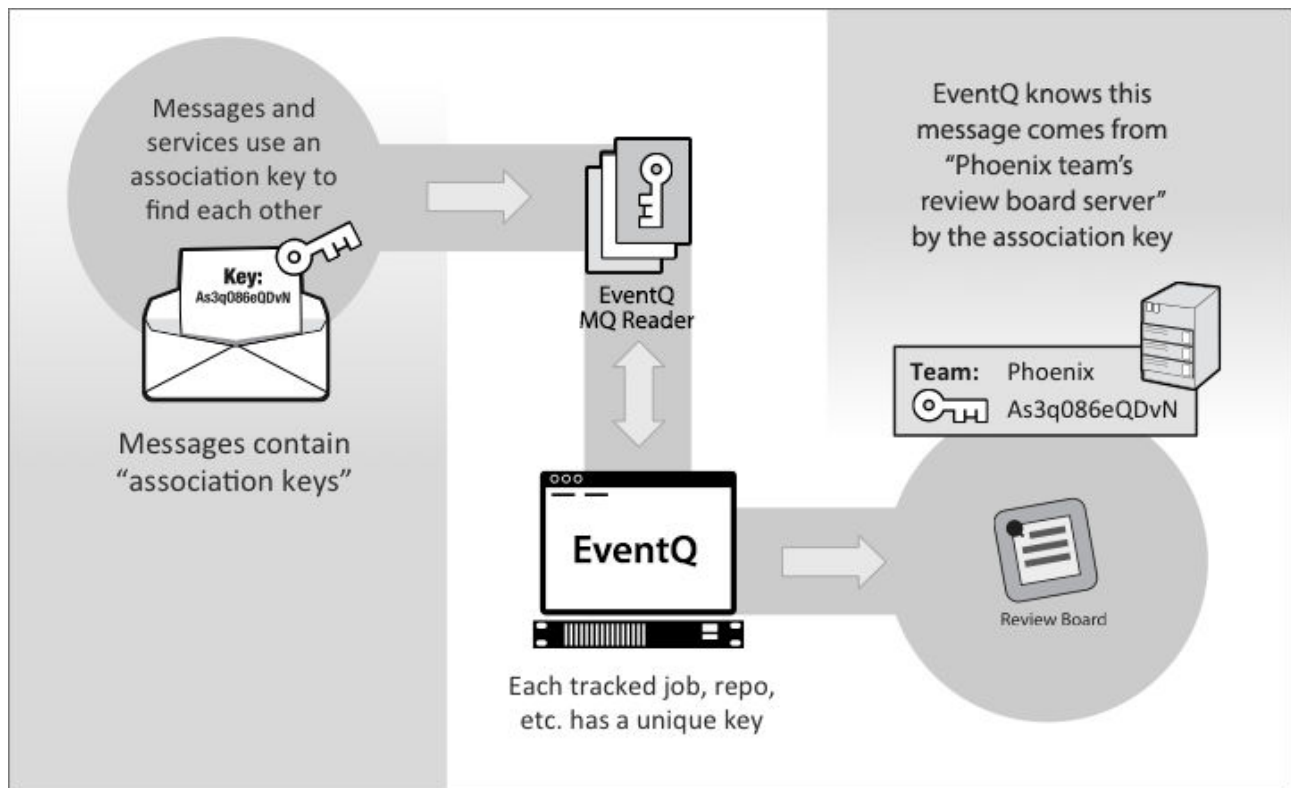 Messages and
services use an
association key to
find each other
Key:
As3q086eQDvN
Messages contain
“association keys”
EventQ
MQ Reader
EventQ
Each tracked job, repo,
etc. has a unique key
EventQ knows this
message comes from
“Phoenix team’s
review board server”
by the association key
Team: Phoenix
As3q086eQDvN
Review Board